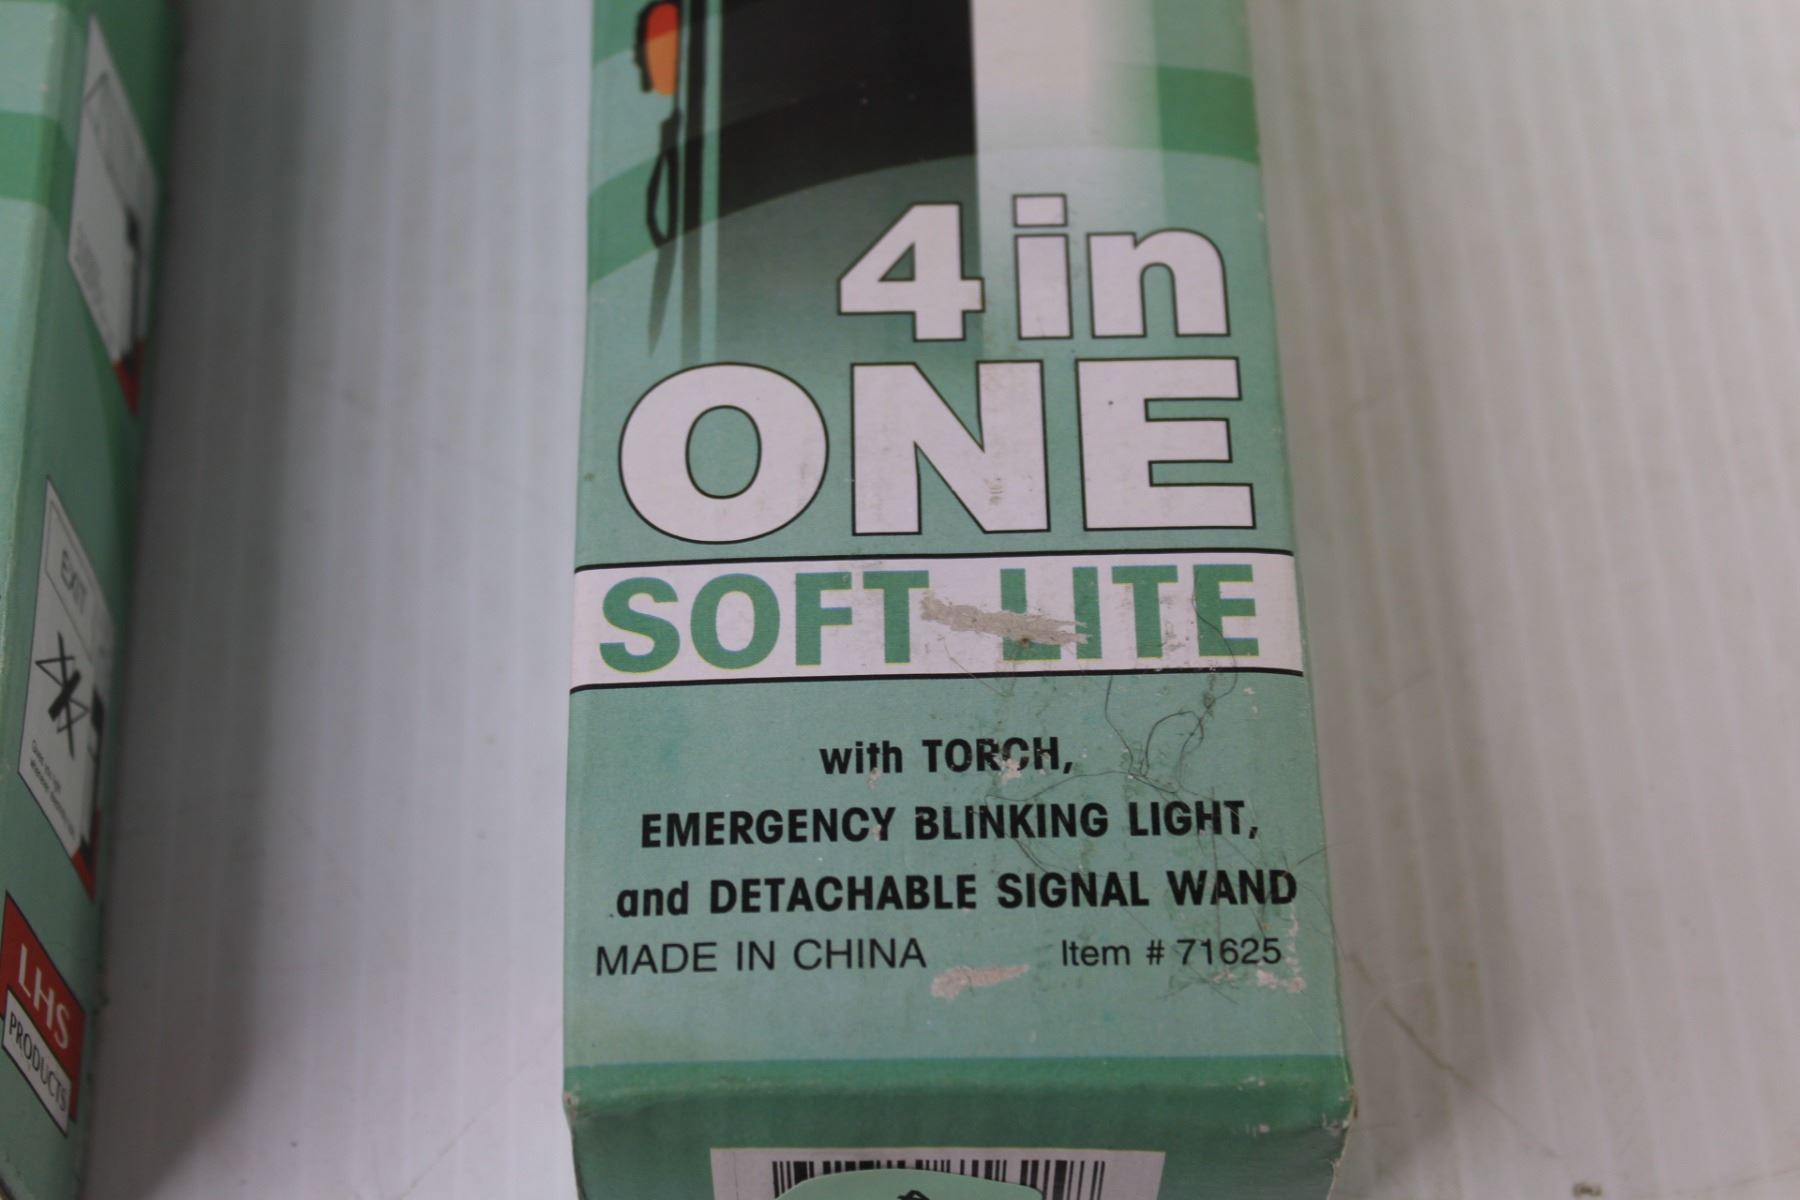 4 in
ONE
SOFT LITE
with TORCH,
EMERGENCY BLINKING LIGHT,
and DETACHABLE SIGNAL WAND
MADE IN CHINA Item # 71625
EXIT
LHS
PRODUCTS